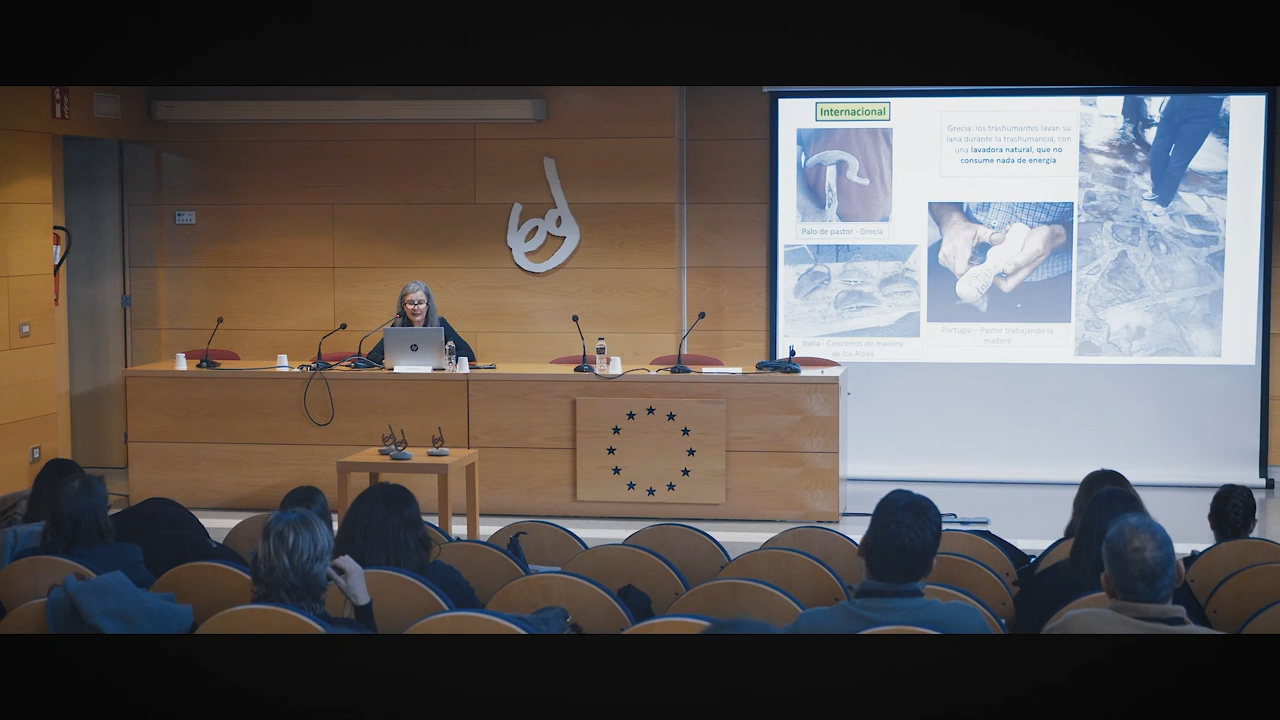 Internacional
Grecia: los trashumantes lavan su
lana durante la trashumancia, con
una lavadora natural, que no
consume nada de energía
Palo de pastor - Grecia
Portugal – Pastor trabajando la
madera
Italia - Cencerros de madera
de los Alpes
hp